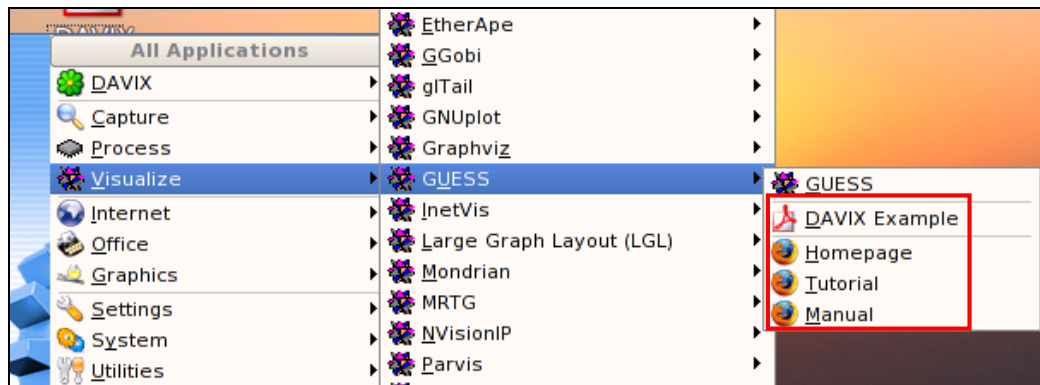 DAVIX
All Applications
DAVIX
Capture
Process
Visualize
Internet
Office
Graphics
Settings
System
Utilities
EtherApe
GGobi
glTail
GNUplot
Graphviz
GUESS
InetVis
Large Graph Layout (LGL)
Mondrian
MRTG
NVisionIP
Parvis
GUESS
DAVIX Example
Homepage
Tutorial
Manual